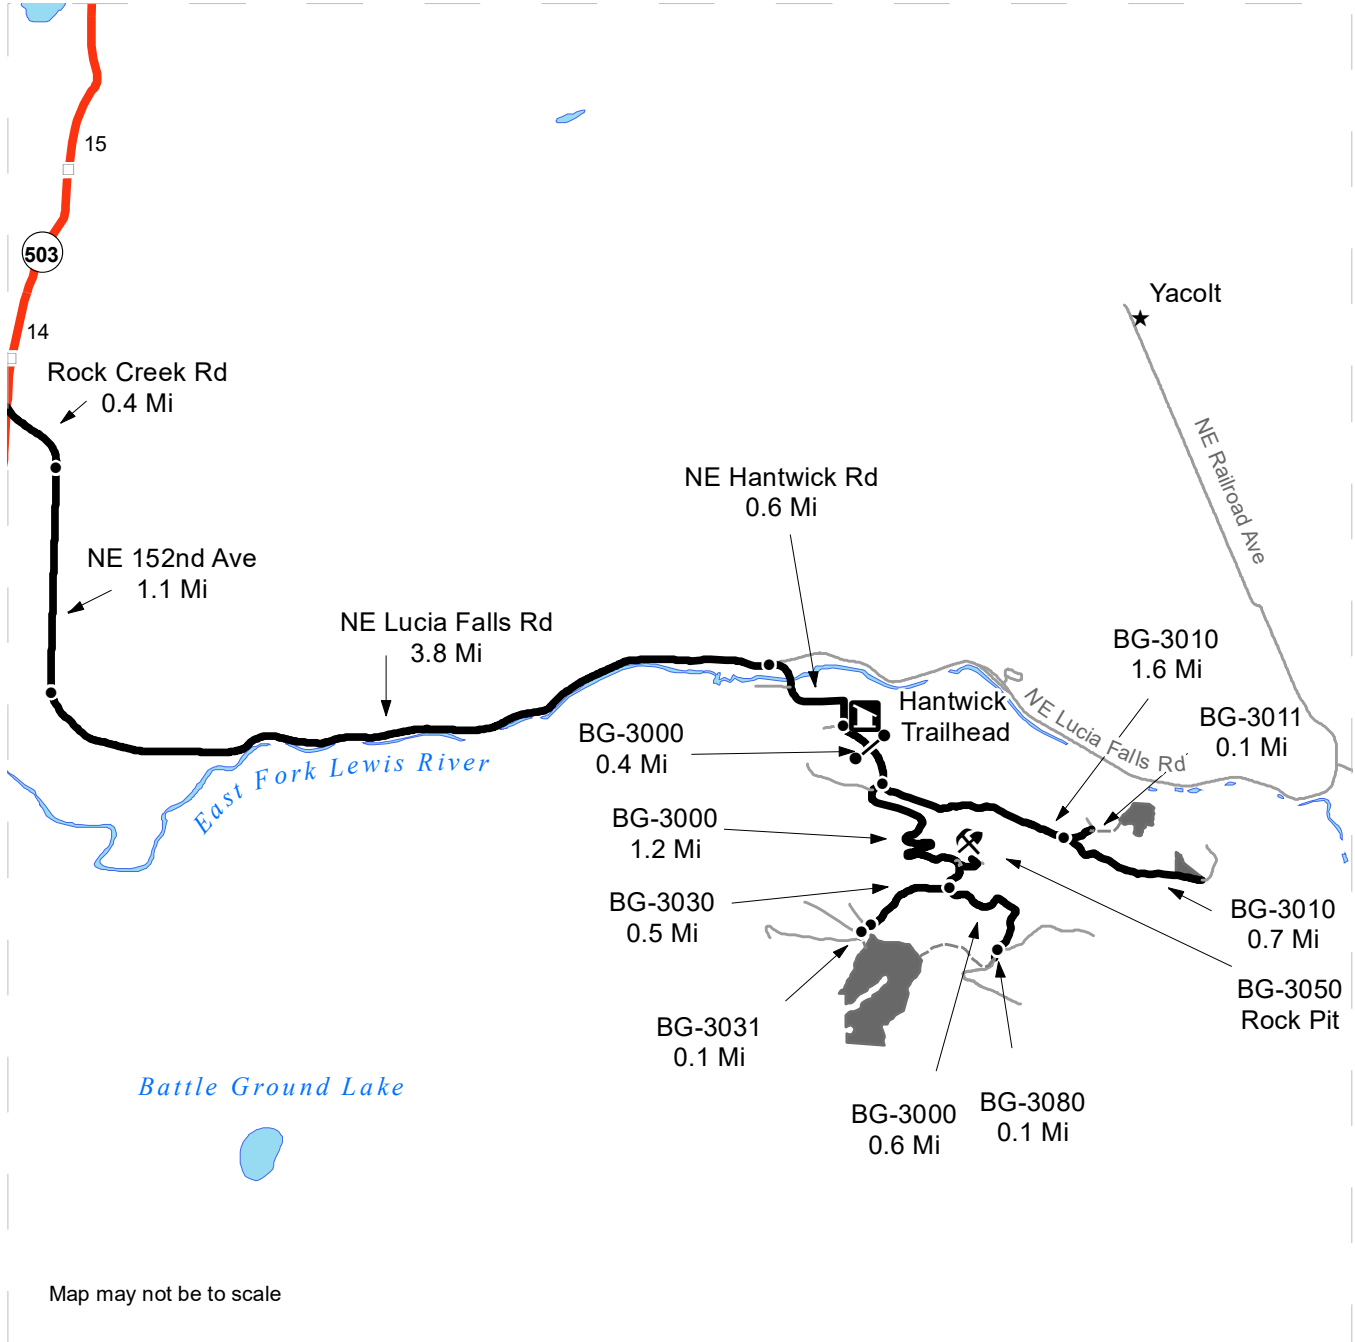 15
503
Yacolt
14
Rock Creek Rd
0.4 Mi
NE Railroad Ave
NE Hantwick Rd
0.6 Mi
NE 152nd Ave
1.1 Mi
NE Lucia Falls Rd
3.8 Mi
BG-3010
1.6 Mi
Hantwick
Trailhead
NE Lucia Falls Rd
BG-3011
0.1 Mi
BG-3000
0.4 Mi
East Fork Lewis River
BG-3000
1.2 Mi
BG-3030
0.5 Mi
BG-3010
0.7 Mi
BG-3050
Rock Pit
BG-3031
0.1 Mi
Battle Ground Lake
BG-3000
0.6 Mi
BG-3080
0.1 Mi
Map may not be to scale